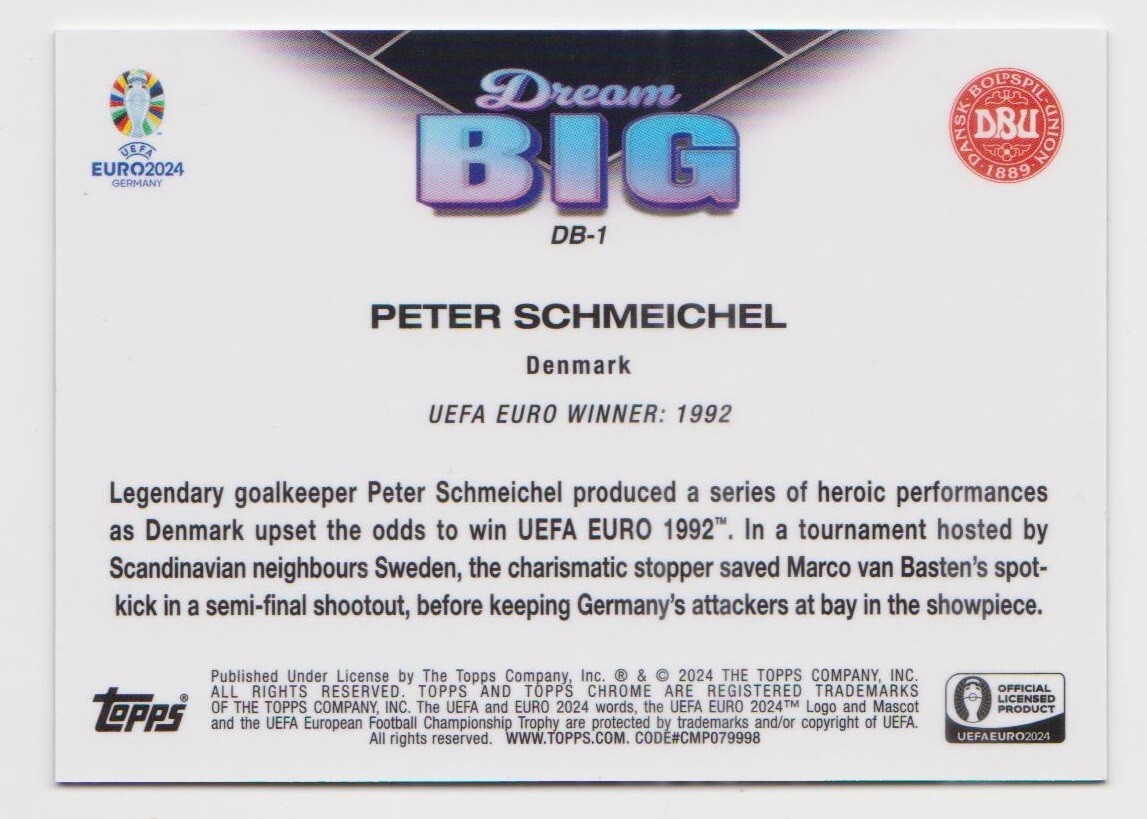 Dream
BIG
UEFA
EURO2024
GERMANY
DANSK BOLDSPIL-UNION
DBU
1889
DB-1
PETER SCHMEICHEL
Denmark
UEFA EURO WINNER: 1992
Legendary goalkeeper Peter Schmeichel produced a series of heroic performances
as Denmark upset the odds to win UEFA EURO 1992™. In a tournament hosted by
Scandinavian neighbours Sweden, the charismatic stopper saved Marco van Basten's spot-
kick in a semi-final shootout, before keeping Germany's attackers at bay in the showpiece.
Topps®
Published Under License by The Topps Company, Inc. ® & © 2024 THE TOPPS COMPANY, INC.
ALL RIGHTS RESERVED. TOPPS AND TOPPS CHROME ARE REGISTERED TRADEMARKS
OF THE TOPPS COMPANY, INC. The UEFA and EURO 2024 words, the UEFA EURO 2024™ Logo and Mascot
and the UEFA European Football Championship Trophy are protected by trademarks and/or copyright of UEFA.
All rights reserved. WWW.TOPPS.COM. CODE#CMP079998
OFFICIAL
LICENSED
PRODUCT
UEFAEURO2024